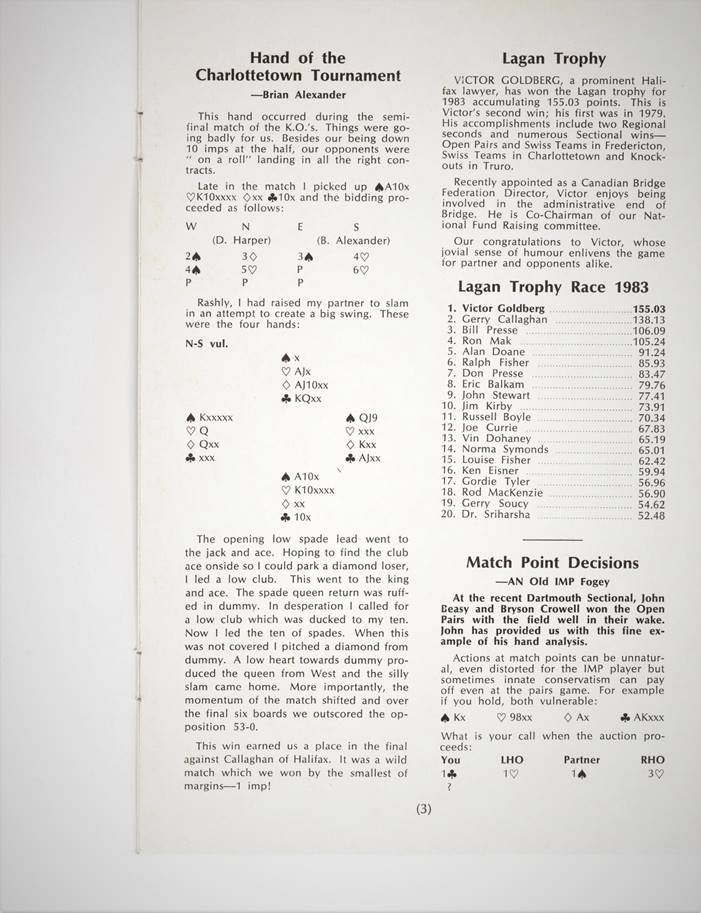 Hand of the
Charlottetown Tournament
—Brian Alexander
This hand occurred during the semi-
final match of the K.O.'s. Things were go-
ing badly for us. Besides our being down
10 imps at the half, our opponents were
" on a roll" landing in all the right con-
tracts.
Late in the match I picked up ♠A10x
♡K10xxxx ♢xx ♣10x and the bidding pro-
ceeded as follows:
W N E S
(D. Harper) (B. Alexander)
2♠ 3♢ 3♠ 4♡
4♠ 5♡ P 6♡
P P P
Rashly, I had raised my partner to slam
in an attempt to create a big swing. These
were the four hands:
N-S vul.
♠ x
♡ AJx
♢ AJ10xx
♣ KQxx
♠ Kxxxxx ♠ QJ9
♡ Q ♡ xxx
♢ Qxx ♢ Kxx
♣ xxx ♣ AJxx
♠ A10x
♡ K10xxxx
♢ xx
♣ 10x
The opening low spade lead went to
the jack and ace. Hoping to find the club
ace onside so I could park a diamond loser,
I led a low club. This went to the king
and ace. The spade queen return was ruff-
ed in dummy. In desperation I called for
a low club which was ducked to my ten.
Now I led the ten of spades. When this
was not covered I pitched a diamond from
dummy. A low heart towards dummy pro-
duced the queen from West and the silly
slam came home. More importantly, the
momentum of the match shifted and over
the final six boards we outscored the op-
position 53-0.
This win earned us a place in the final
against Callaghan of Halifax. It was a wild
match which we won by the smallest of
margins—1 imp!
Lagan Trophy
VICTOR GOLDBERG, a prominent Hali-
fax lawyer, has won the Lagan trophy for
1983 accumulating 155.03 points. This is
Victor's second win; his first was in 1979.
His accomplishments include two Regional
seconds and numerous Sectional wins—
Open Pairs and Swiss Teams in Fredericton,
Swiss Teams in Charlottetown and Knock-
outs in Truro.
Recently appointed as a Canadian Bridge
Federation Director, Victor enjoys being
involved in the administrative end of
Bridge. He is Co-Chairman of our Nat-
ional Fund Raising committee.
Our congratulations to Victor, whose
jovial sense of humour enlivens the game
for partner and opponents alike.
Lagan Trophy Race 1983
1. Victor Goldberg 155.03
2. Gerry Callaghan 138.13
3. Bill Presse 106.09
4. Ron Mak 105.24
5. Alan Doane 91.24
6. Ralph Fisher 85.93
7. Don Presse 83.47
8. Eric Balkam 79.76
9. John Stewart 77.41
10. Jim Kirby 73.91
11. Russell Boyle 70.34
12. Joe Currie 67.83
13. Vin Dohaney 65.19
14. Norma Symonds 65.01
15. Louise Fisher 62.42
16. Ken Eisner 59.94
17. Gordie Tyler 56.96
18. Rod MacKenzie 56.90
19. Gerry Soucy 54.62
20. Dr. Sriharsha 52.48
Match Point Decisions
—AN Old IMP Fogey
At the recent Dartmouth Sectional, John
Beasy and Bryson Crowell won the Open
Pairs with the field well in their wake.
John has provided us with this fine ex-
ample of his hand analysis.
Actions at match points can be unnatur-
al, even distorted for the IMP player but
sometimes innate conservatism can pay
off even at the pairs game. For example
if you hold, both vulnerable:
♠ Kx ♡ 98xx ♢ Ax ♣ AKxxx
What is your call when the auction pro-
ceeds:
You LHO Partner RHO
1♣ 1♡ 1♠ 3♡
?
(3)